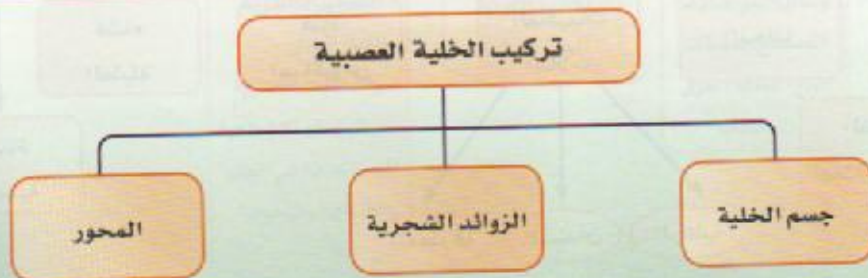 تركيب الخلية العصبية
جسم الخلية
الزوائد الشجرية
المحور